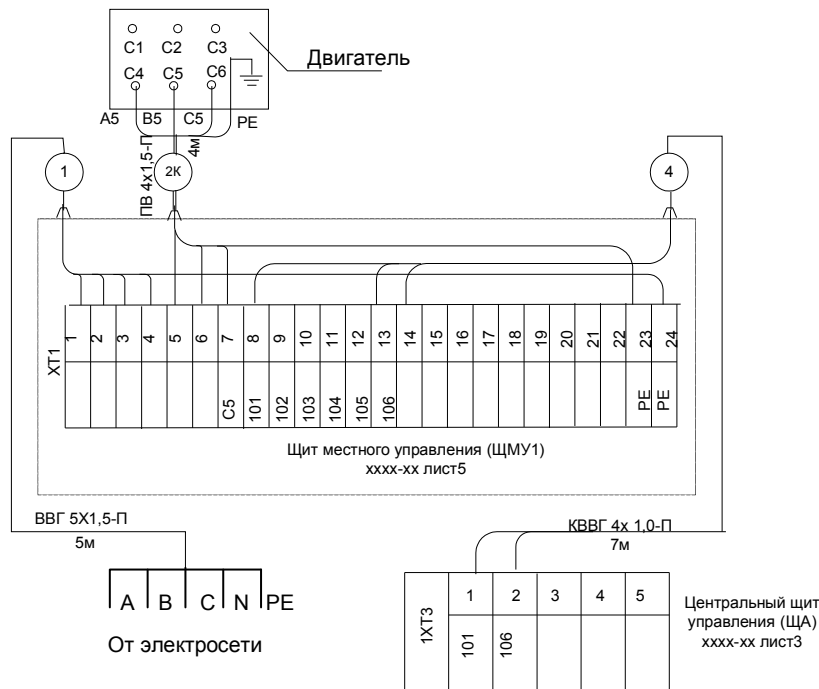 C1 C2 C3
C4 C5 C6
Двигатель
A5 B5 C5 PE
ПВ 4х1,5-П
4м
1
2К
4
XT1
1 2 3 4 5 6 7 8 9 10 11 12 13 14 15 16 17 18 19 20 21 22 23 24
C5 101 102 103 104 105 106 PE PE
Щит местного управления (ЩМУ1)
хххх-хх лист5
ВВГ 5Х1,5-П
5м
КВВГ 4х 1,0-П
7м
A B C N PE
От электросети
1XT3
1 2 3 4 5
101 106
Центральный щит
управления (ЩА)
хххх-хх лист3